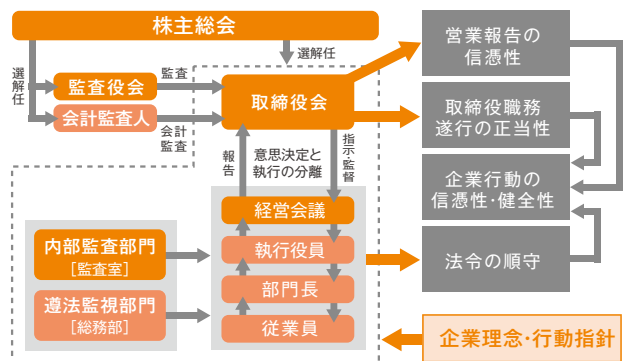 株主総会
選解任
選解任
監査役会
監査
会計監査人
会計
監査
取締役会
営業報告の
信憑性
取締役職務
遂行の正当性
企業行動の
信憑性・健全性
法令の順守
報告
意思決定と
執行の分離
指示・監督
経営会議
執行役員
部門長
従業員
内部監査部門
［監査室］
遵法監視部門
［総務部］
企業理念・行動指針